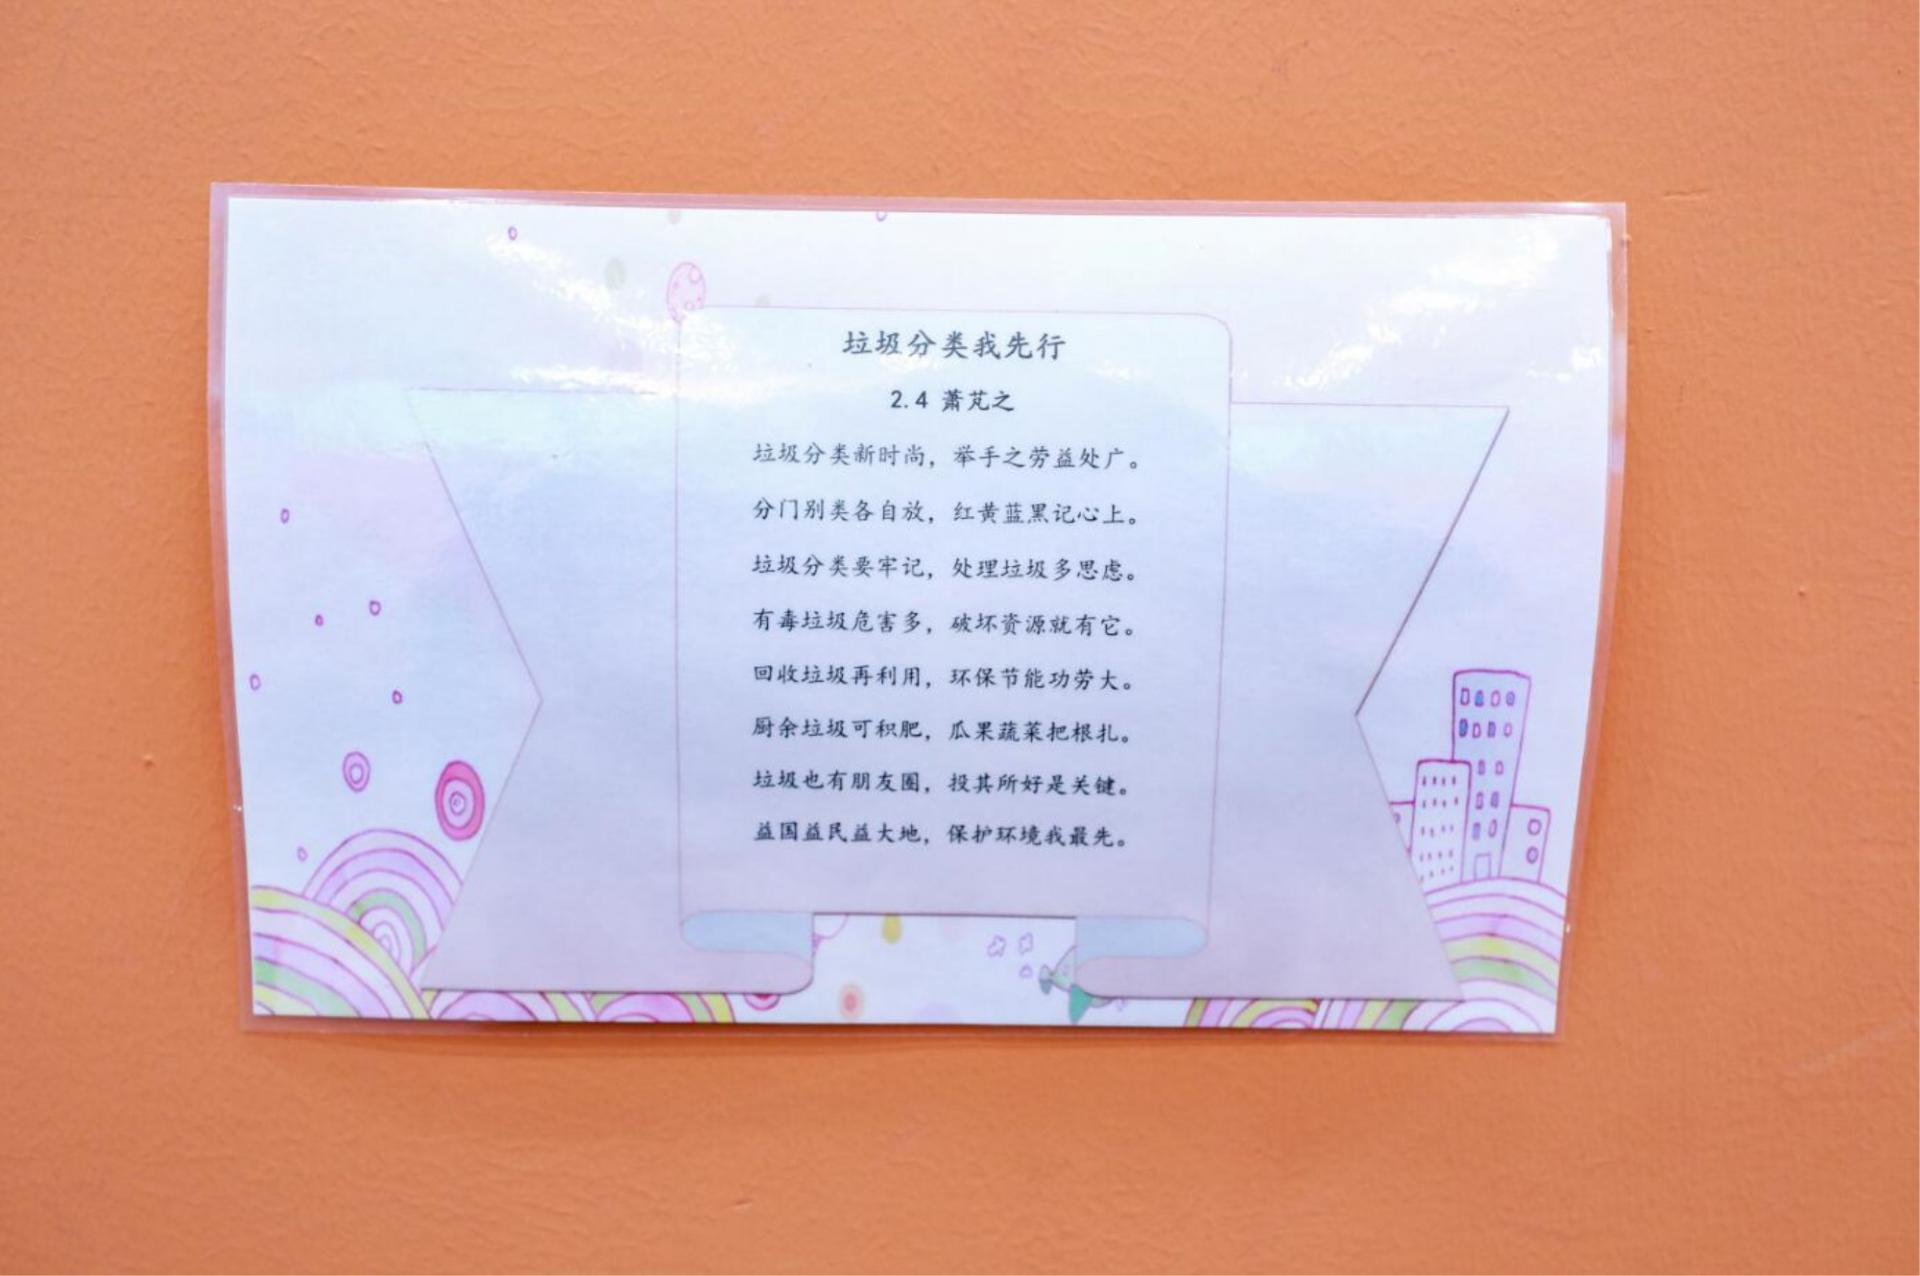 垃圾分类我先行
2.4 萧芃之
垃圾分类新时尚，举手之劳益处广。
分门别类各自放，红黄蓝黑记心上。
垃圾分类要牢记，处理垃圾多思虑。
有毒垃圾危害多，破坏资源就有它。
回收垃圾再利用，环保节能功劳大。
厨余垃圾可积肥，瓜果蔬菜把根扎。
垃圾也有朋友圈，投其所好是关键。
益国益民益大地，保护环境我最先。